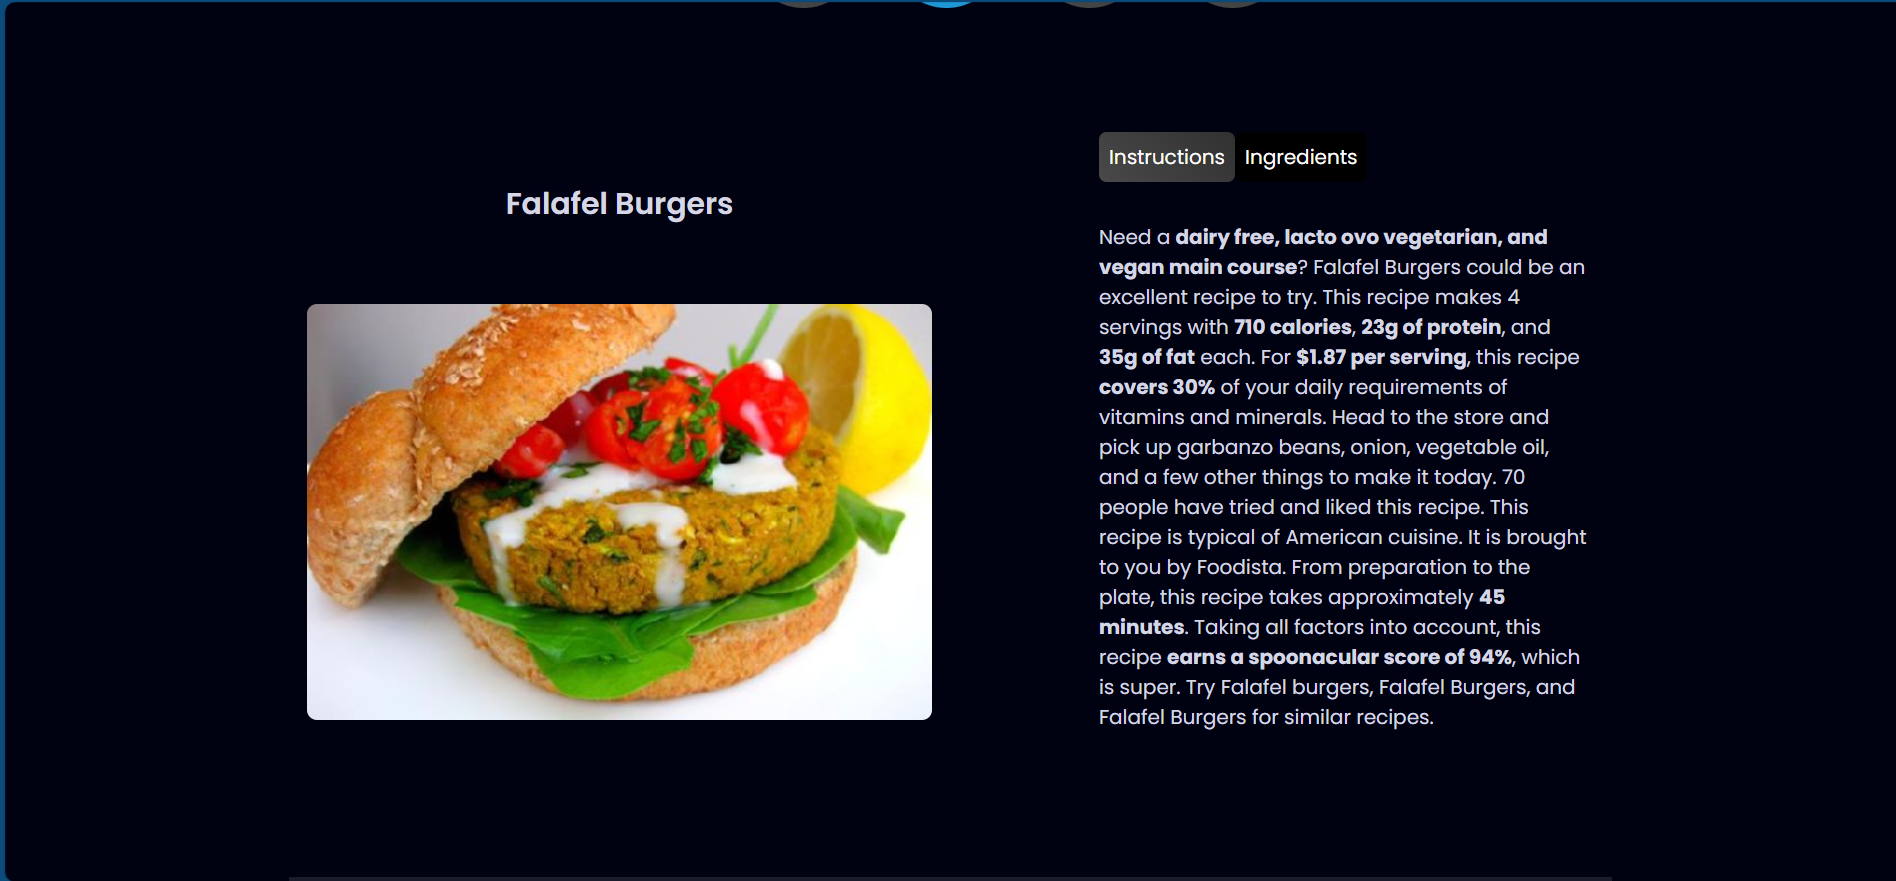 Instructions Ingredients
Falafel Burgers
Need a dairy free, lacto ovo vegetarian, and
vegan main course? Falafel Burgers could be an
excellent recipe to try. This recipe makes 4
servings with 710 calories, 23g of protein, and
35g of fat each. For $1.87 per serving, this recipe
covers 30% of your daily requirements of
vitamins and minerals. Head to the store and
pick up garbanzo beans, onion, vegetable oil,
and a few other things to make it today. 70
people have tried and liked this recipe. This
recipe is typical of American cuisine. It is brought
to you by Foodista. From preparation to the
plate, this recipe takes approximately 45
minutes. Taking all factors into account, this
recipe earns a spoonacular score of 94%, which
is super. Try Falafel burgers, Falafel Burgers, and
Falafel Burgers for similar recipes.